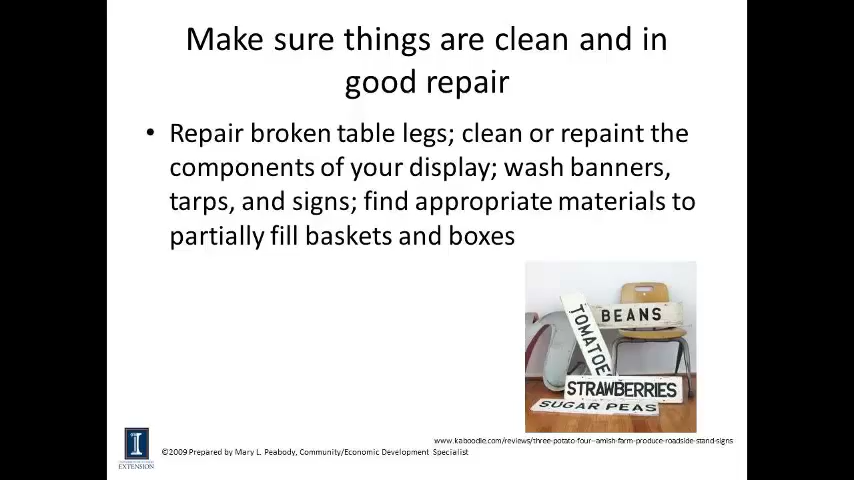 Make sure things are clean and in
good repair
• Repair broken table legs; clean or repaint the
components of your display; wash banners,
tarps, and signs; find appropriate materials to
partially fill baskets and boxes
BEANS
TOMATOES
STRAWBERRIES
SUGAR PEAS
www.kaboodle.com/reviews/three-potato-four--amish-farm-produce-roadside-stand-signs
I
EXTENSION
©2009 Prepared by Mary L. Peabody, Community/Economic Development Specialist